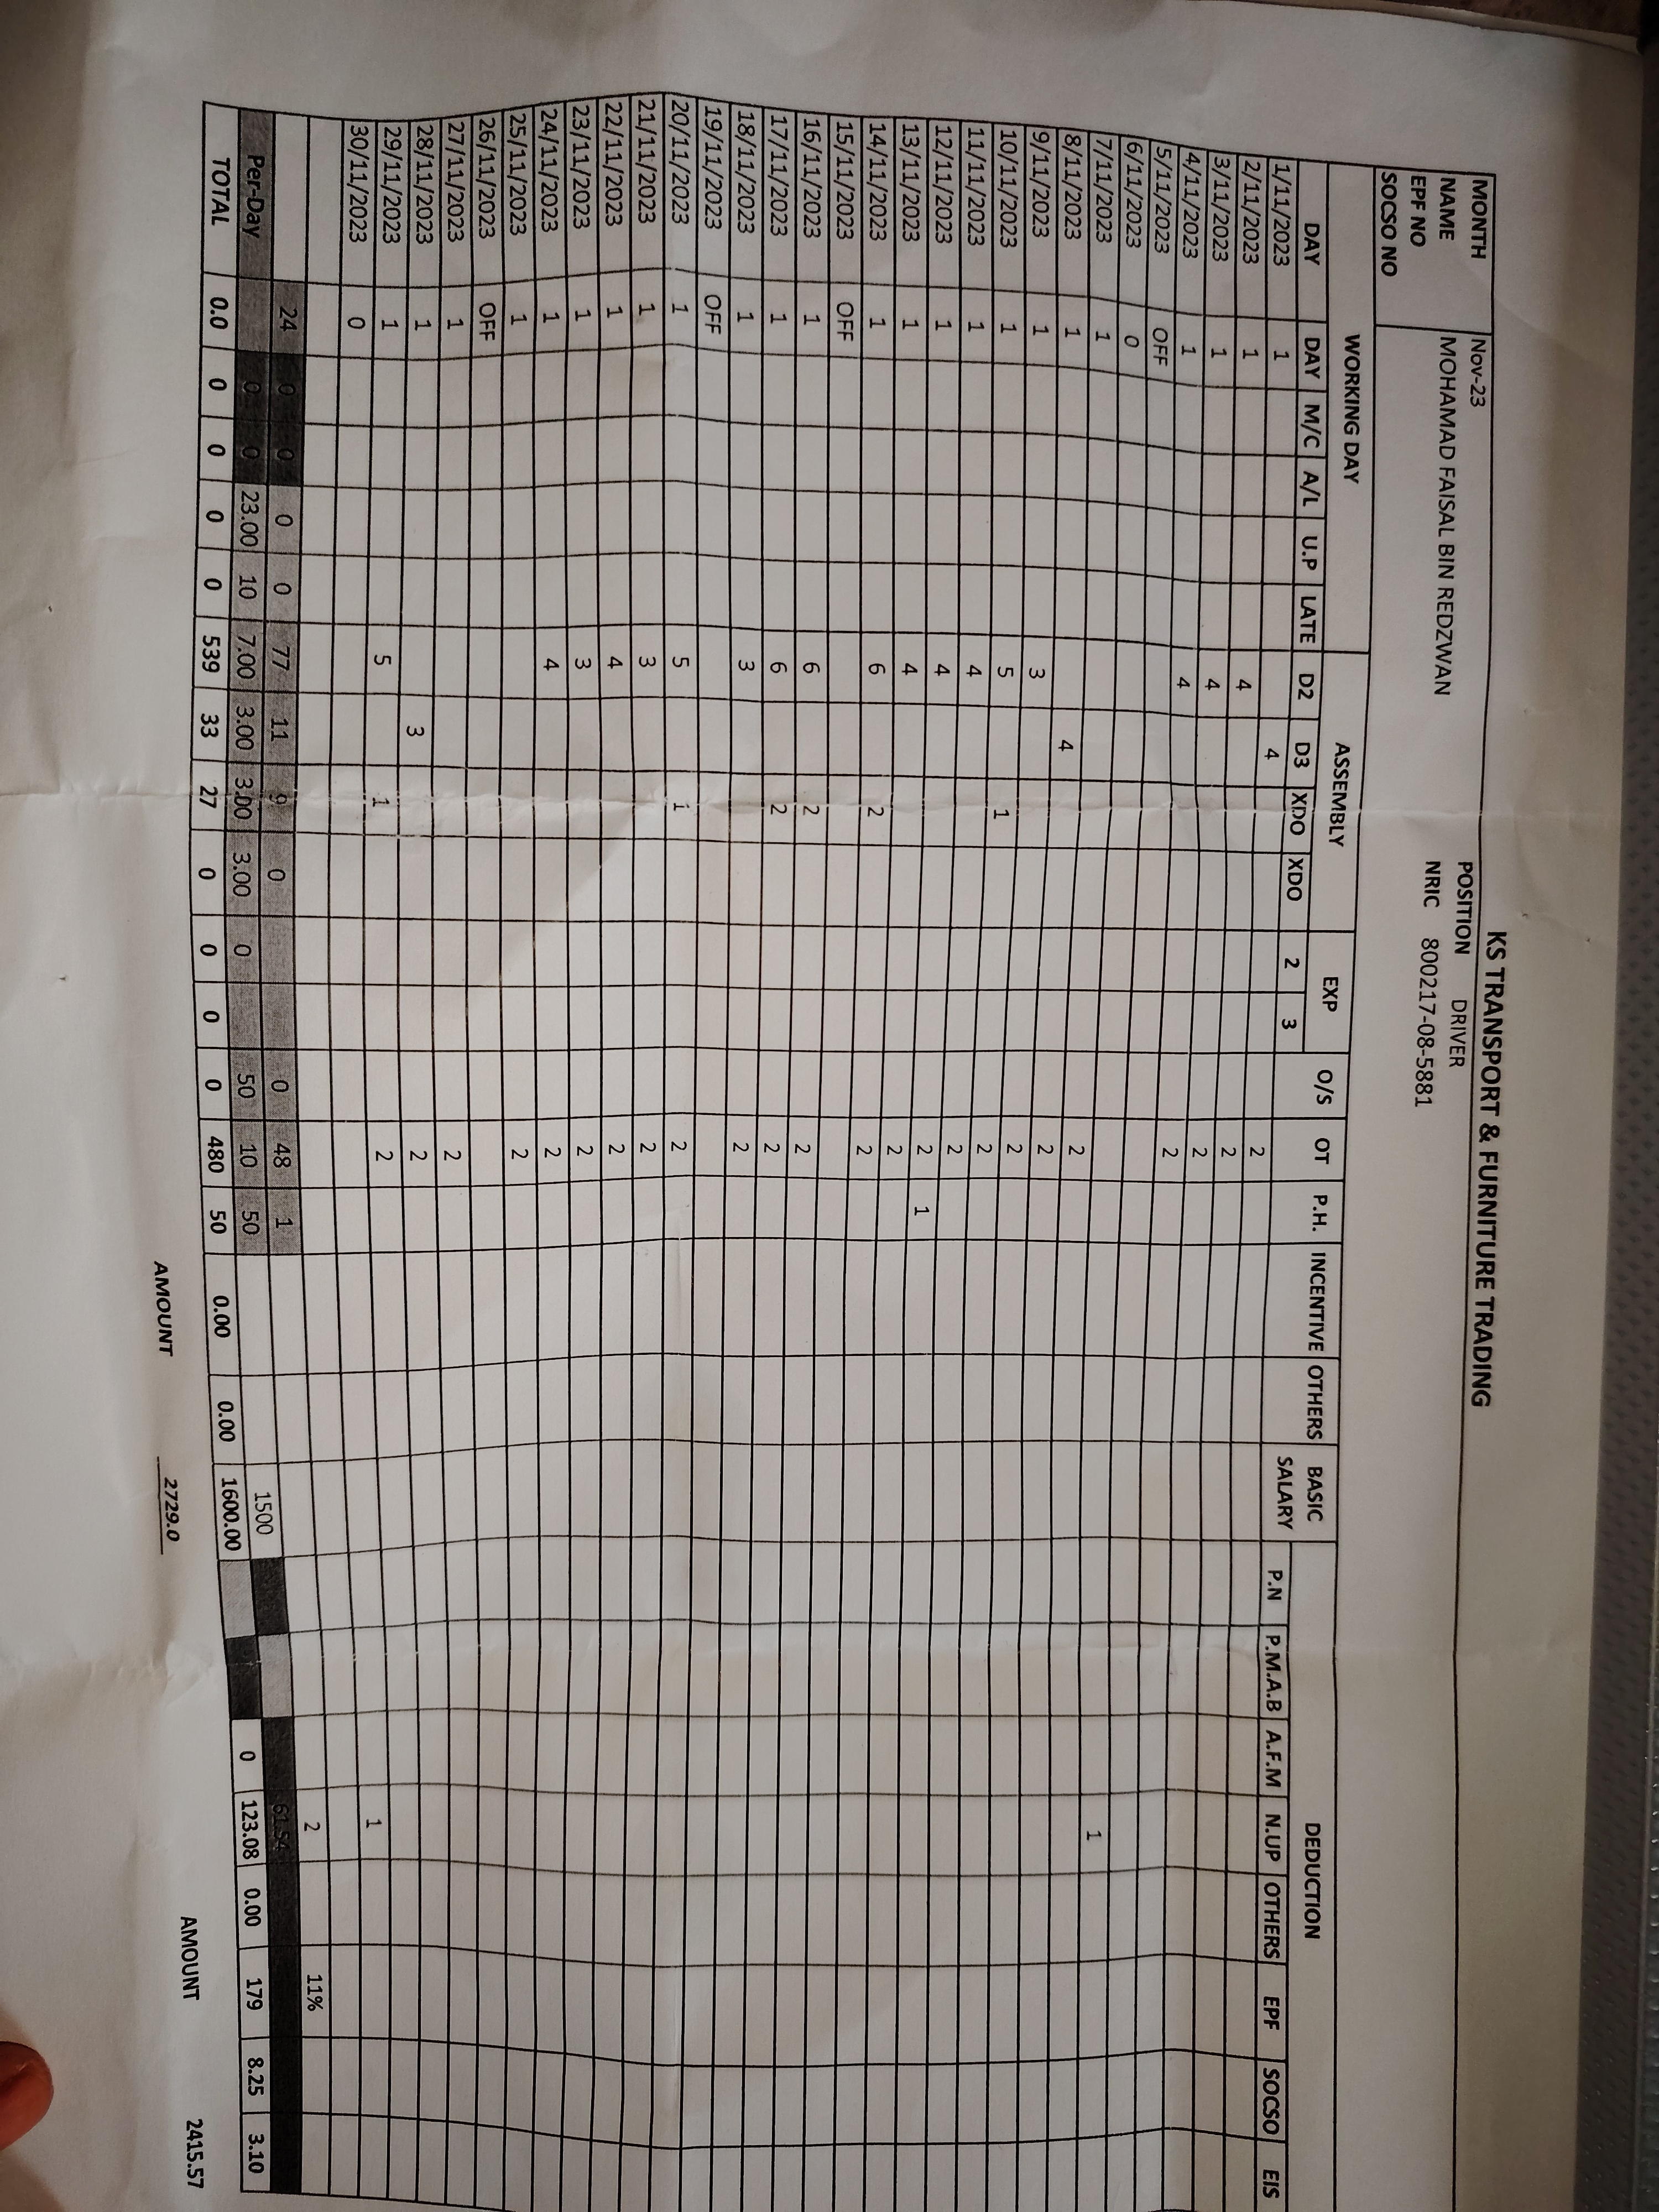 KS TRANSPORT & FURNITURE TRADING
MONTH Nov-23
NAME MOHAMAD FAISAL BIN REDZWAN POSITION DRIVER
EPF NO NRIC 800217-08-5881
SOCSO NO
WORKING DAY ASSEMBLY EXP O/S OT P.H. INCENTIVE OTHERS BASIC SALARY DEDUCTION
DAY DAY M/C A/L U.P LATE D2 D3 XDO XDO 2 3 P.N P.M.A.B A.F.M N.UP OTHERS EPF SOCSO EIS
1/11/2023 1 4 2
2/11/2023 1 4 2
3/11/2023 1 4 2
4/11/2023 1 4 2
5/11/2023 OFF
6/11/2023 0 1
7/11/2023 1 2
8/11/2023 1 4 2
9/11/2023 1 3 2
10/11/2023 1 5 1 2
11/11/2023 1 4 2
12/11/2023 1 4 2 1
13/11/2023 1 4 2
14/11/2023 1 6 2 2
15/11/2023 OFF
16/11/2023 1 6 2 2
17/11/2023 1 6 2 2
18/11/2023 1 3 2
19/11/2023 OFF
20/11/2023 1 5 1 2
21/11/2023 1 3 2
22/11/2023 1 4 2
23/11/2023 1 3 2
24/11/2023 1 4 2
25/11/2023 1 2
26/11/2023 OFF
27/11/2023 1 2
28/11/2023 1 3 2
29/11/2023 1 5 1 2
30/11/2023 0 1
2 11%
24 0 0 0 0 77 11 9 0 0 48 1 61.54
Per-Day 0 0 23.00 10 7.00 3.00 3.00 3.00 0 50 10 50 1500
TOTAL 0.0 0 0 0 0 539 33 27 0 0 0 0 480 50 0.00 0.00 1600.00 0 123.08 0.00 179 8.25 3.10
AMOUNT 2729.0 AMOUNT 2415.57